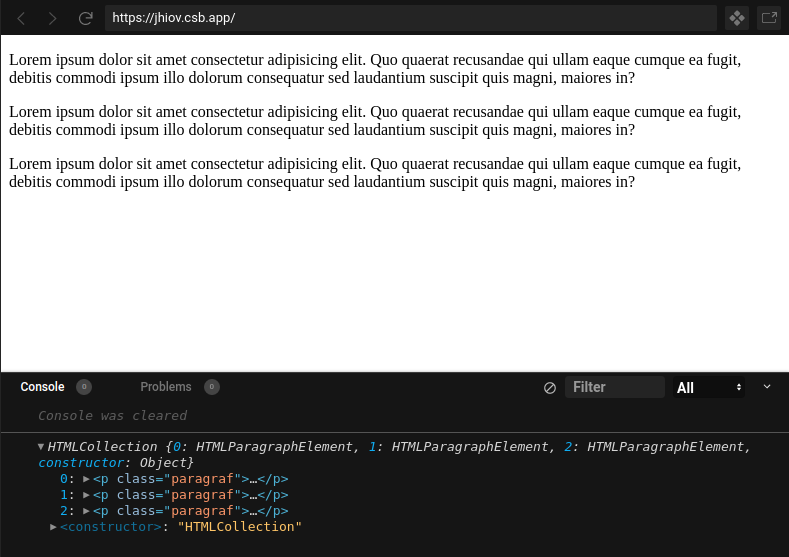 https://jhiov.csb.app/
Lorem ipsum dolor sit amet consectetur adipisicing elit. Quo quaerat recusandae qui ullam eaque cumque ea fugit,
debitis commodi ipsum illo dolorum consequatur sed laudantium suscipit quis magni, maiores in?
Lorem ipsum dolor sit amet consectetur adipisicing elit. Quo quaerat recusandae qui ullam eaque cumque ea fugit,
debitis commodi ipsum illo dolorum consequatur sed laudantium suscipit quis magni, maiores in?
Lorem ipsum dolor sit amet consectetur adipisicing elit. Quo quaerat recusandae qui ullam eaque cumque ea fugit,
debitis commodi ipsum illo dolorum consequatur sed laudantium suscipit quis magni, maiores in?
Console 0 Problems 0 Filter All
Console was cleared
▼HTMLCollection {0: HTMLParagraphElement, 1: HTMLParagraphElement, 2: HTMLParagraphElement,
constructor: Object}
0: ▶<p class="paragraf">…</p>
1: ▶<p class="paragraf">…</p>
2: ▶<p class="paragraf">…</p>
▶<constructor>: "HTMLCollection"